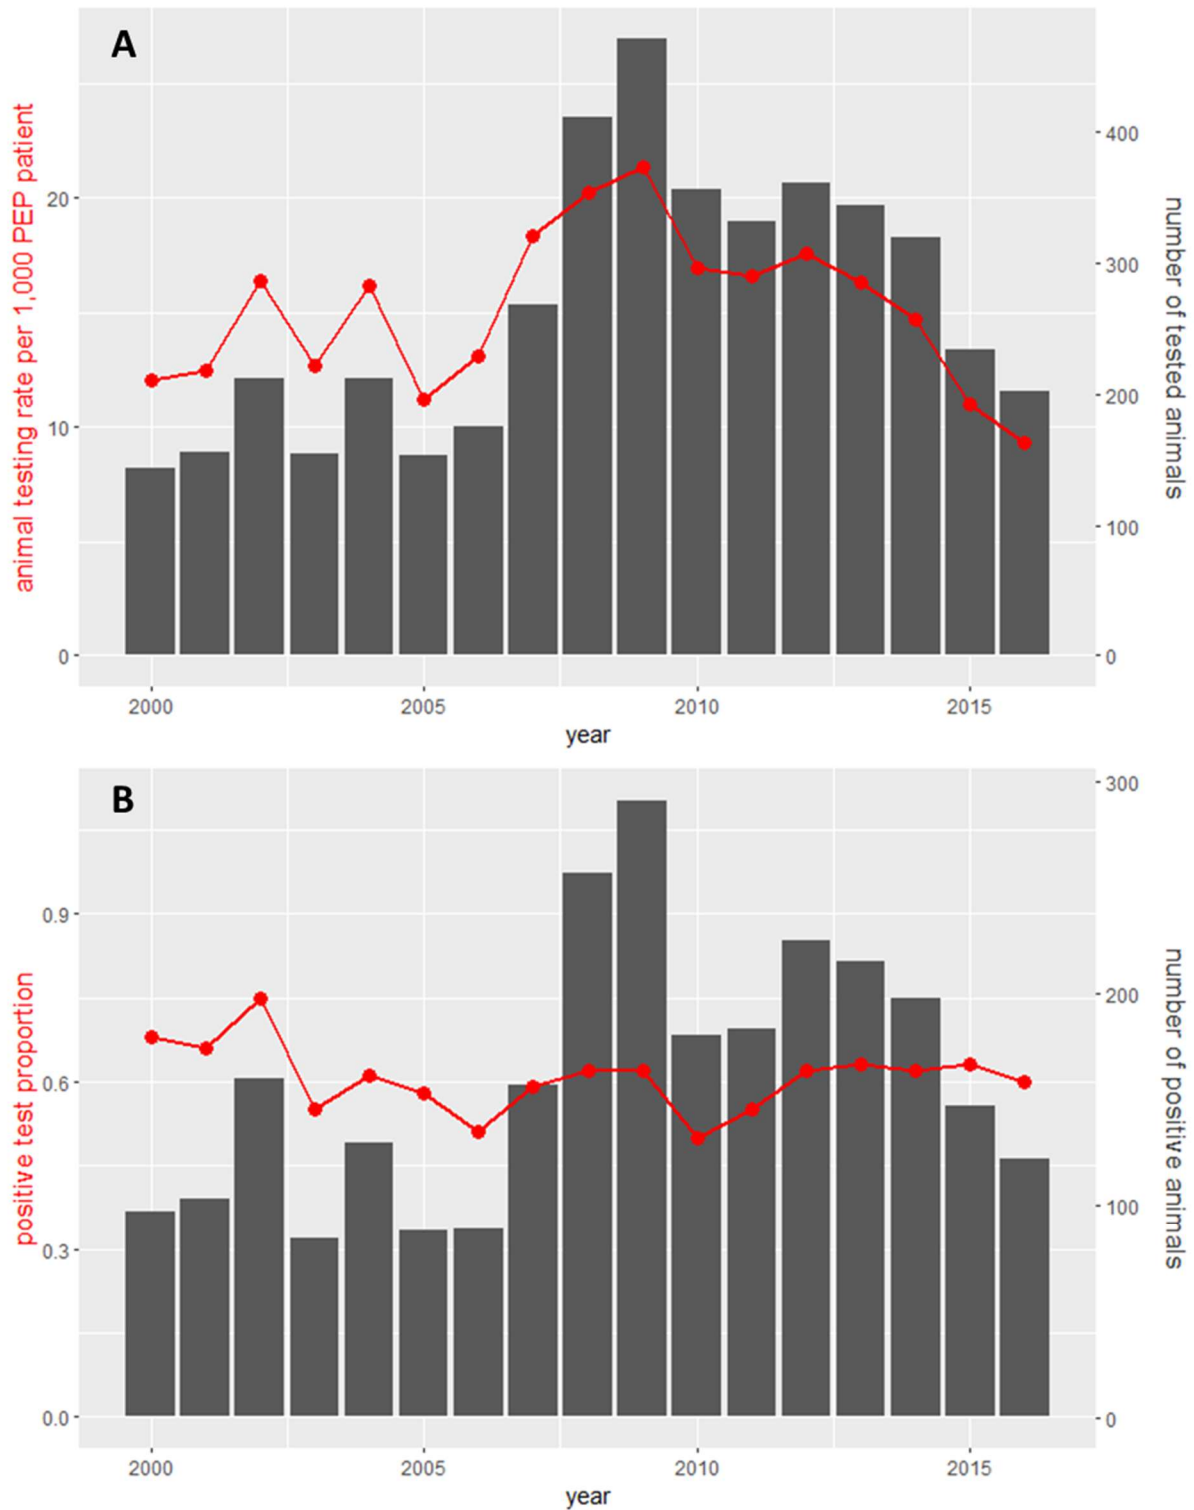 A
animal testing rate per 1,000 PEP patient
20
10
0
400
300
200
100
0
number of tested animals
2000 2005 2010 2015
year
B
positive test proportion
0.9
0.6
0.3
0.0
300
200
100
0
number of positive animals
2000 2005 2010 2015
year